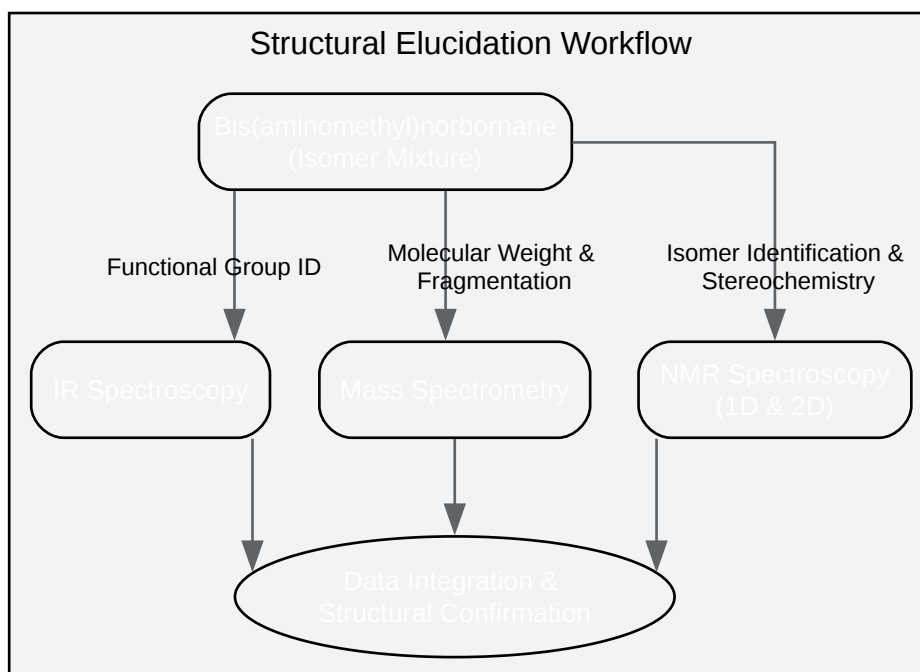 Structural Elucidation Workflow
Bis(aminomethyl)norbornane
(Isomer Mixture)
Functional Group ID
Molecular Weight &
Fragmentation
Isomer Identification &
Stereochemistry
IR Spectroscopy
Mass Spectrometry
NMR Spectroscopy
(1D & 2D)
Data Integration &
Structural Confirmation